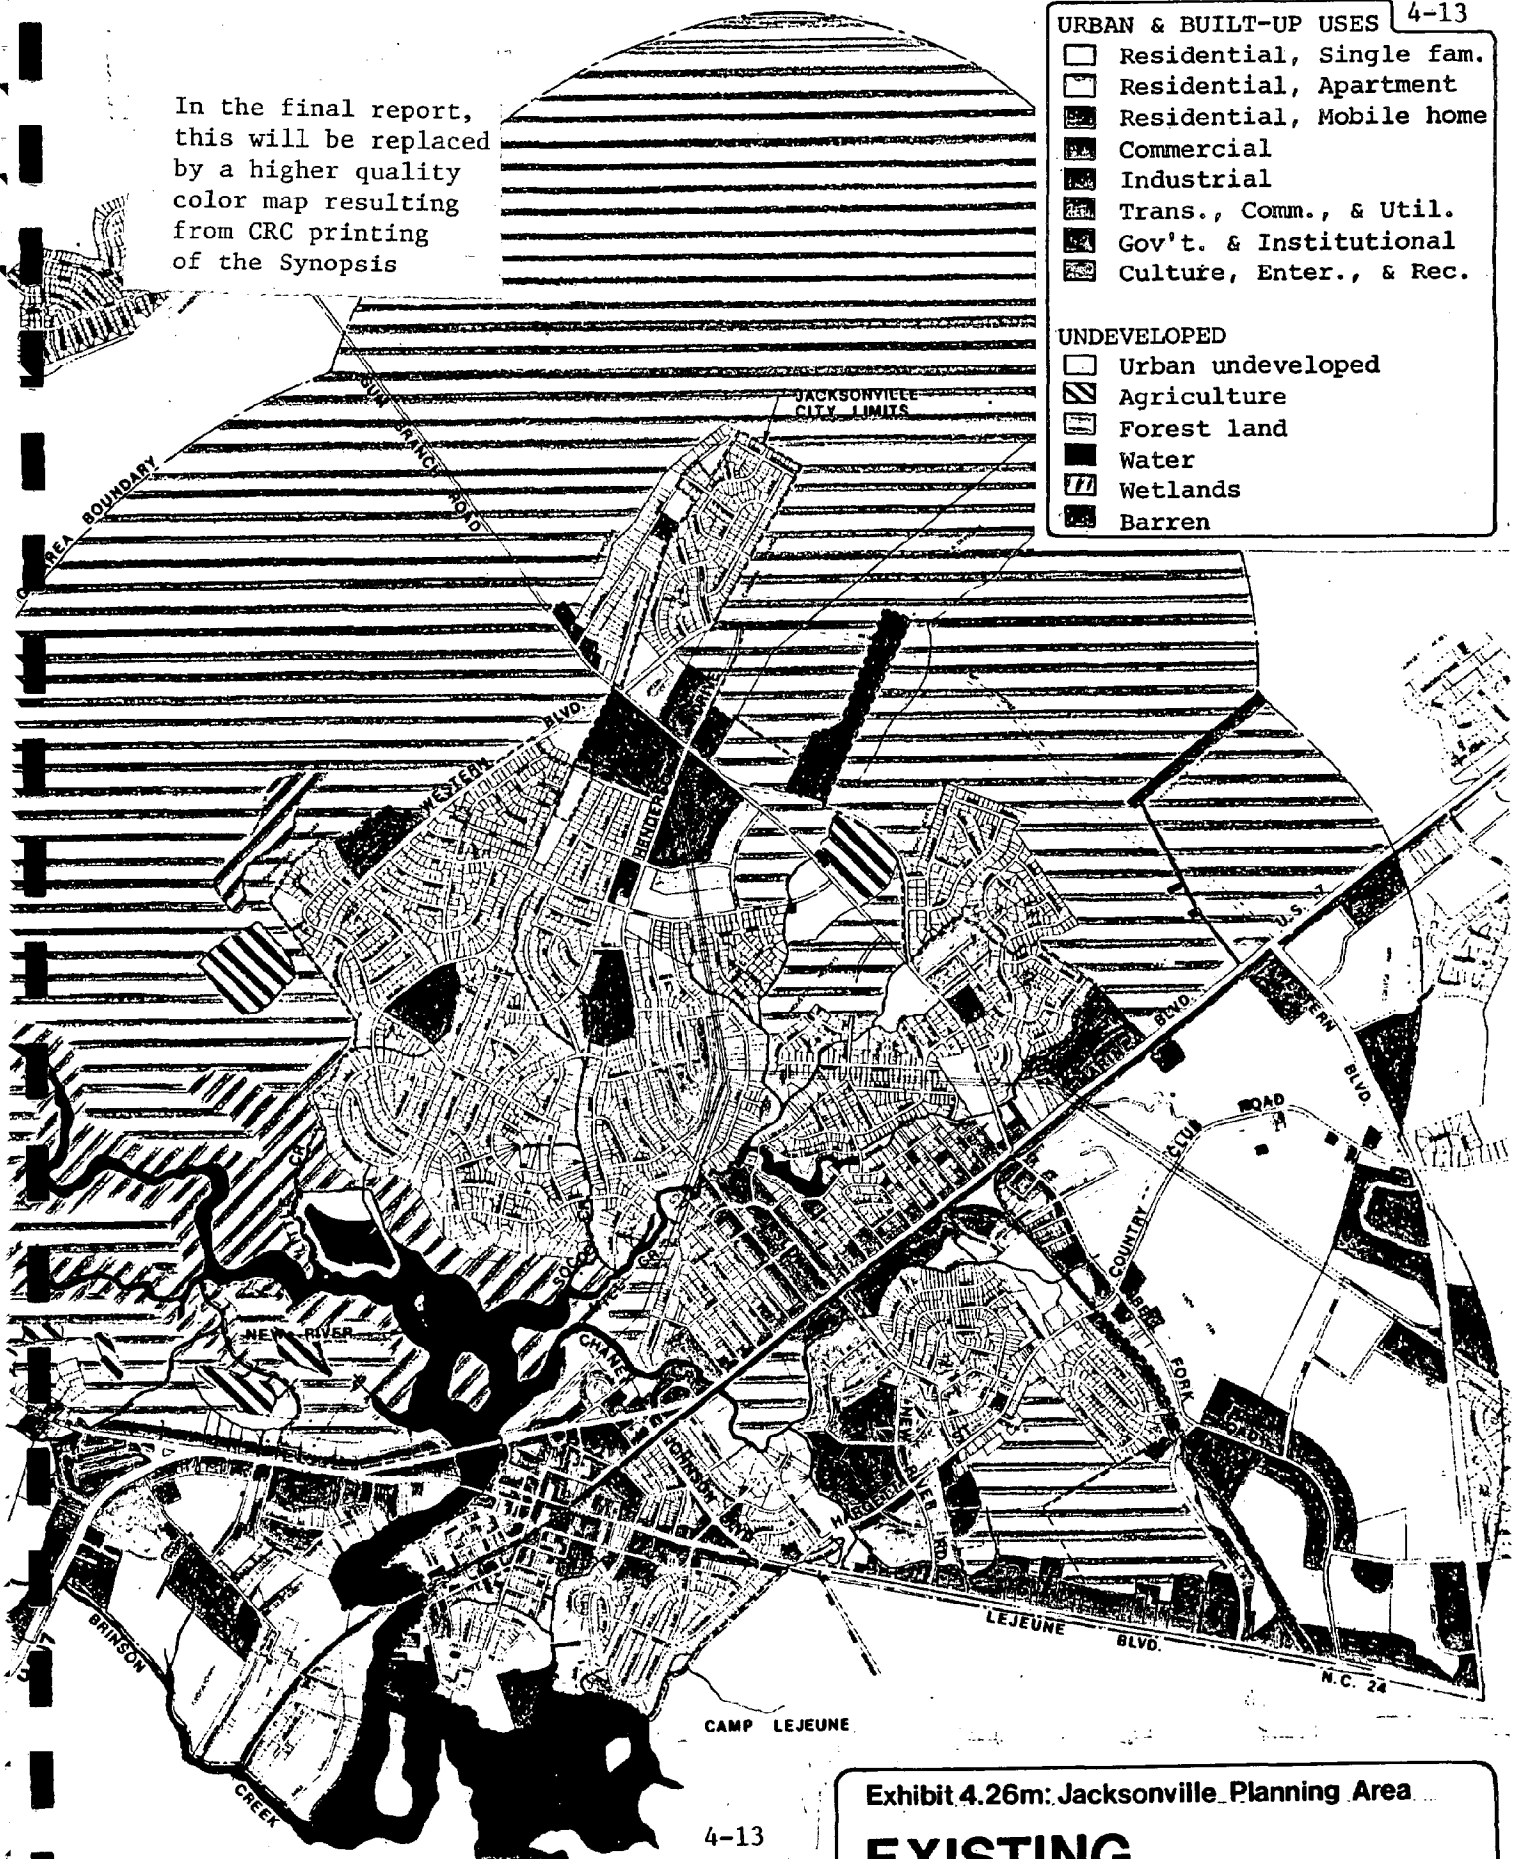 4-13
URBAN & BUILT-UP USES
Residential, Single fam.
Residential, Apartment
Residential, Mobile home
Commercial
Industrial
Trans., Comm., & Util.
Gov't. & Institutional
Culture, Enter., & Rec.
UNDEVELOPED
Urban undeveloped
Agriculture
Forest land
Water
Wetlands
Barren
In the final report,
this will be replaced
by a higher quality
color map resulting
from CRC printing
of the Synopsis
JACKSONVILLE
CITY LIMITS
BRANCH ROAD
BOUNDARY
WESTERN
BLVD.
BLVD.
BLVD.
COUNTRY
CLUB
ROAD
FORK
NEW RIVER
BRINSON
CREEK
LEJEUNE
BLVD.
N.C. 24
CAMP LEJEUNE
4-13
Exhibit 4.26m: Jacksonville Planning Area
EXISTING